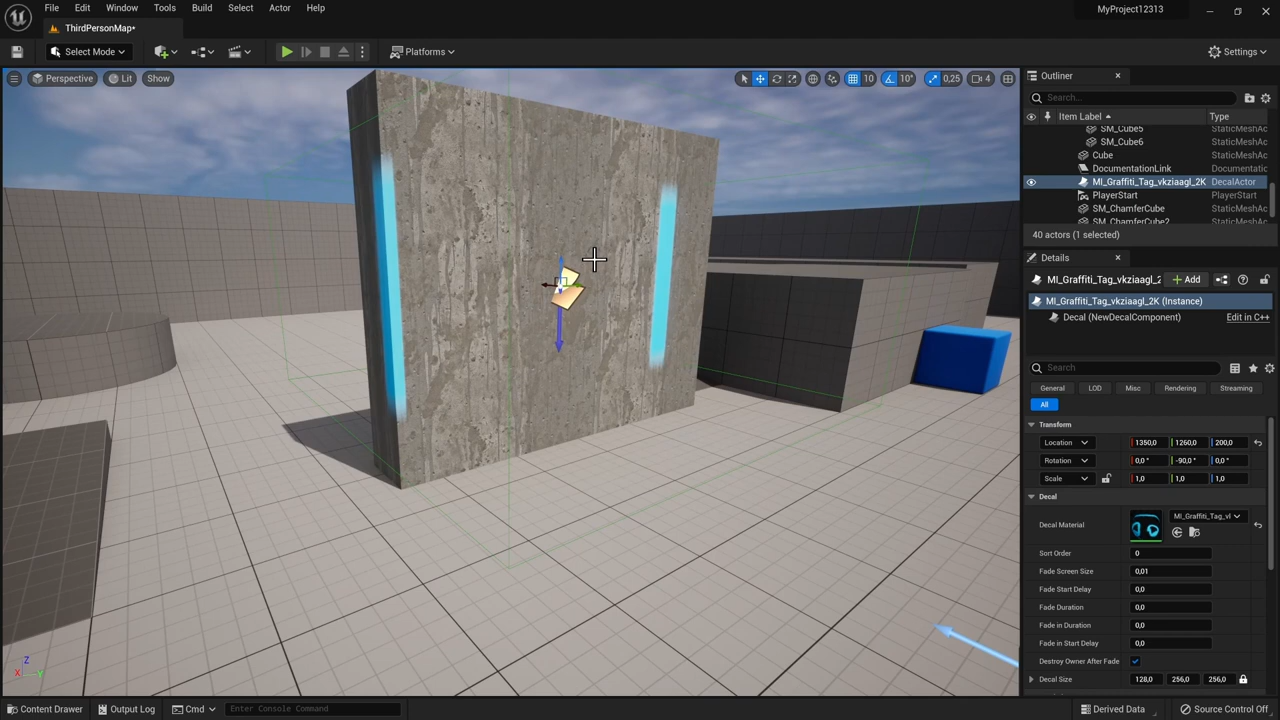 File Edit Window Tools Build Select Actor Help
MyProject12313
ThirdPersonMap*
Select Mode
Platforms
Settings
Perspective Lit Show
10 10° 0,25 4
Outliner
Search...
Item Label Type
SM_Cube5 StaticMeshAc
SM_Cube6 StaticMeshAc
Cube StaticMeshAc
DocumentationLink Documentatic
MI_Graffiti_Tag_vkziaagl_2K DecalActor
PlayerStart PlayerStart
SM_ChamferCube StaticMeshAc
SM_ChamferCube2 StaticMeshAc
40 actors (1 selected)
Details
MI_Graffiti_Tag_vkziaagl_2 Add
MI_Graffiti_Tag_vkziaagl_2K (Instance)
Decal (NewDecalComponent) Edit in C++
Search
General LOD Misc Rendering Streaming
All
Transform
Location 1350,0 1260,0 200,0
Rotation 0,0 ° -90,0 ° 0,0 °
Scale 1,0 1,0 1,0
Decal
Decal Material MI_Graffiti_Tag_vl
Sort Order 0
Fade Screen Size 0,01
Fade Start Delay 0,0
Fade Duration 0,0
Fade in Duration 0,0
Fade in Start Delay 0,0
Destroy Owner After Fade
Decal Size 128,0 256,0 256,0
Z
X Y
Content Drawer Output Log Cmd Enter Console Command Derived Data Source Control Off